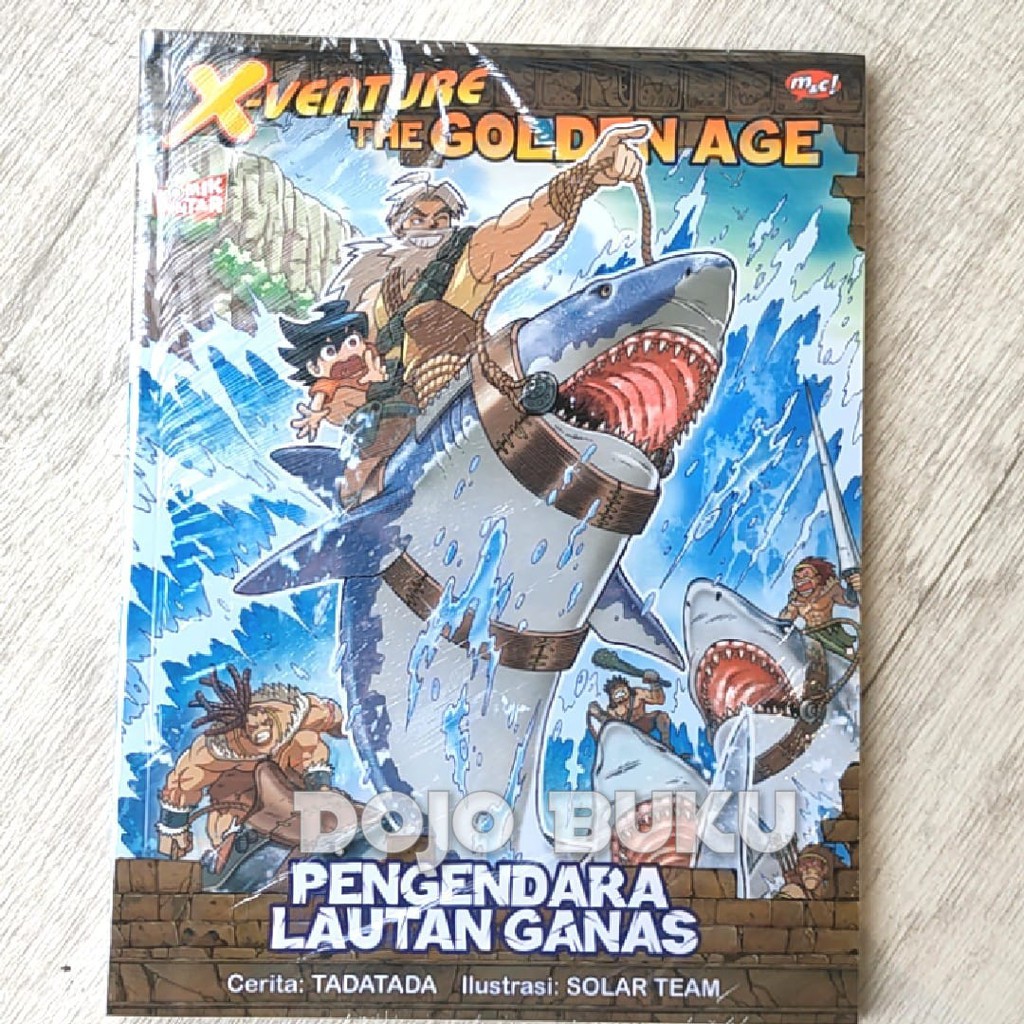 X-VENTURE
THE GOLDEN AGE
m&c!
DOJO BUKU
PENGENDARA
LAUTAN GANAS
Cerita: TADATADA Ilustrasi: SOLAR TEAM